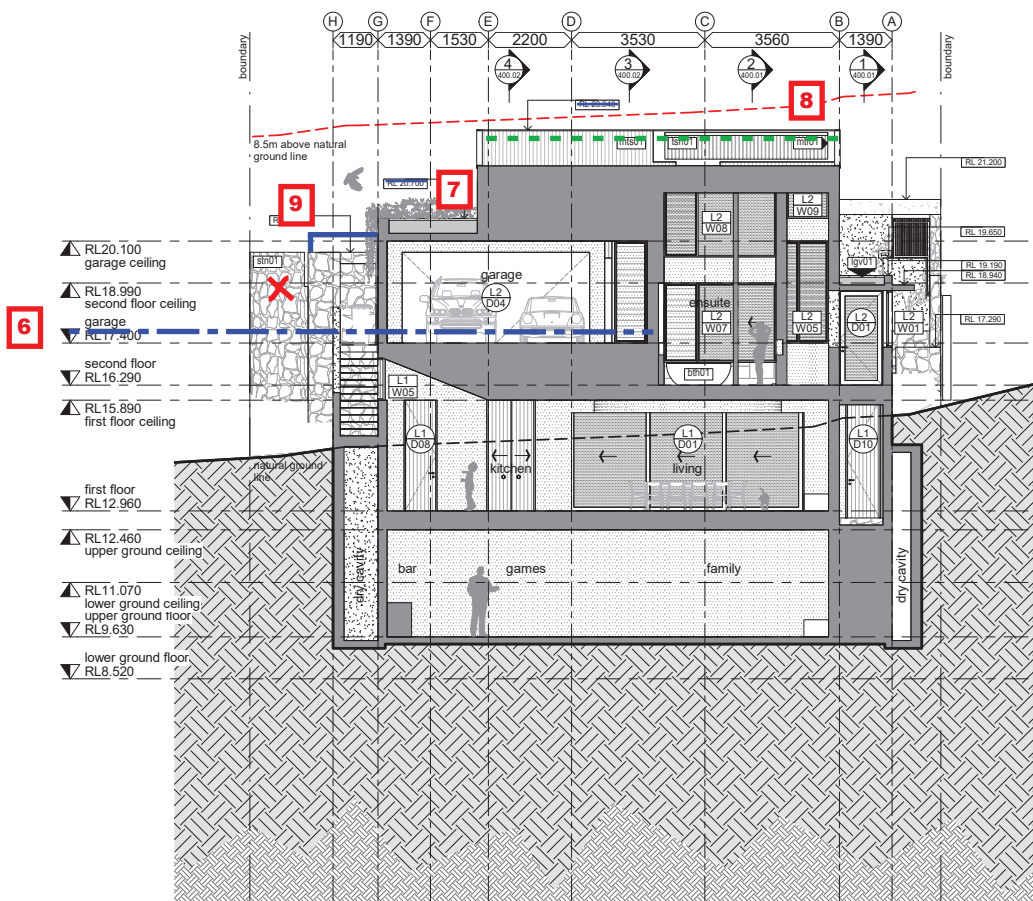 H G F E D C B A
1190 1390 1530 2200 3530 3560 1390
boundary
boundary
4
400.02
3
400.02
2
400.01
1
400.01
8
8.5m above natural
ground line
mts01
tsh01
mtl01
RL 21.200
RL 20.700
7
9
RL20.100
garage ceiling
stn01
garage
L2
D04
L2
W08
L2
W09
lgv01
RL 19.650
RL 19.190
RL 18.940
RL18.990
second floor ceiling
ensuite
6
garage
RL17.400
L2
W07
L2
W05
L2
D01
L2
W01
RL 17.290
second floor
RL16.290
bth01
L1
W05
RL15.890
first floor ceiling
L1
D08
L1
D01
L1
D10
natural ground
line
kitchen
living
first floor
RL12.960
RL12.460
upper ground ceiling
bar
games
family
dry cavity
dry cavity
RL11.070
lower ground ceiling
upper ground floor
RL9.630
lower ground floor
RL8.520